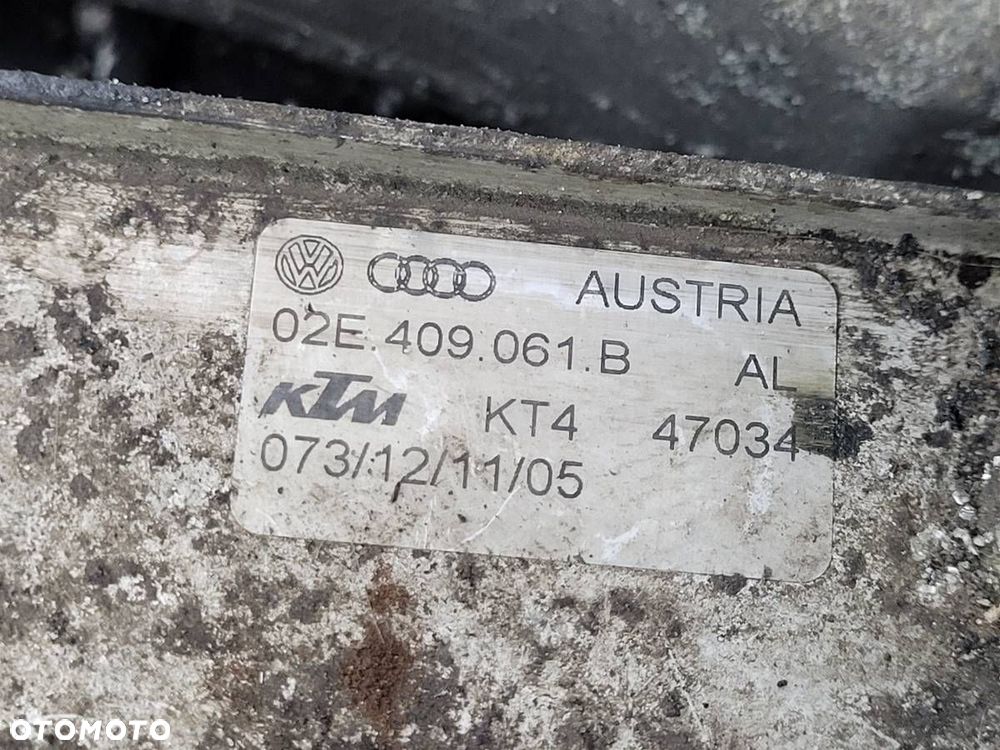 AUSTRIA
02E.409.061.B AL
KTM KT4 47034
073/12/11/05
OTOMOTO